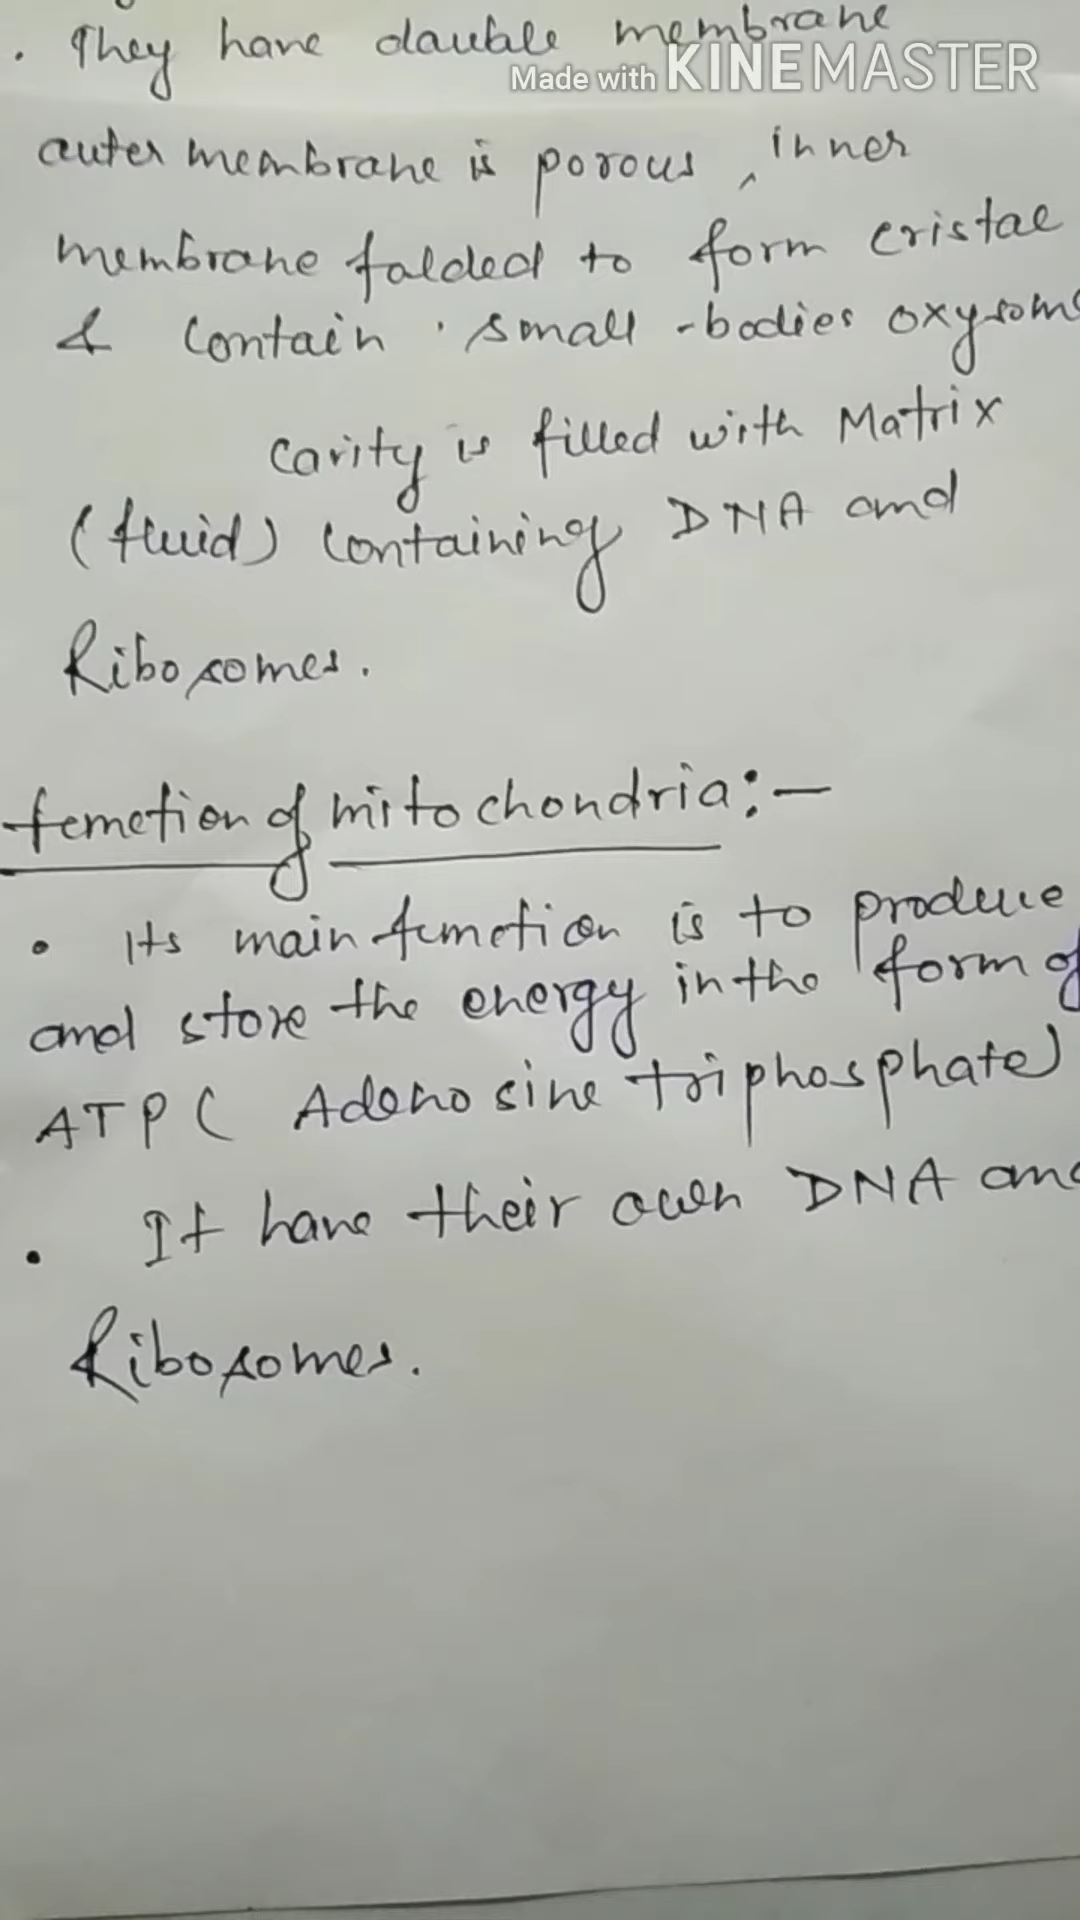 . They have double membrane
Made with KINEMASTER
outer membrane is porous, inner
membrane folded to form cristae
& contain small -bodies oxysome
cavity is filled with Matrix
(fluid) containing DNA and
Ribosomes.
function of mitochondria:-
• Its main function is to produce
and store the energy in the form of
ATP ( Adenosine triphosphate)
• It have their own DNA and
Ribosomes.